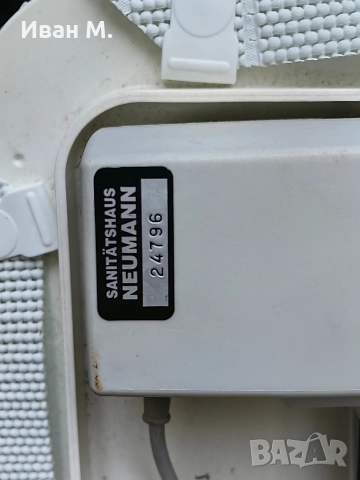 Иван М.
SANITÄTSHAUS
NEUMANN
24796
BAZAR